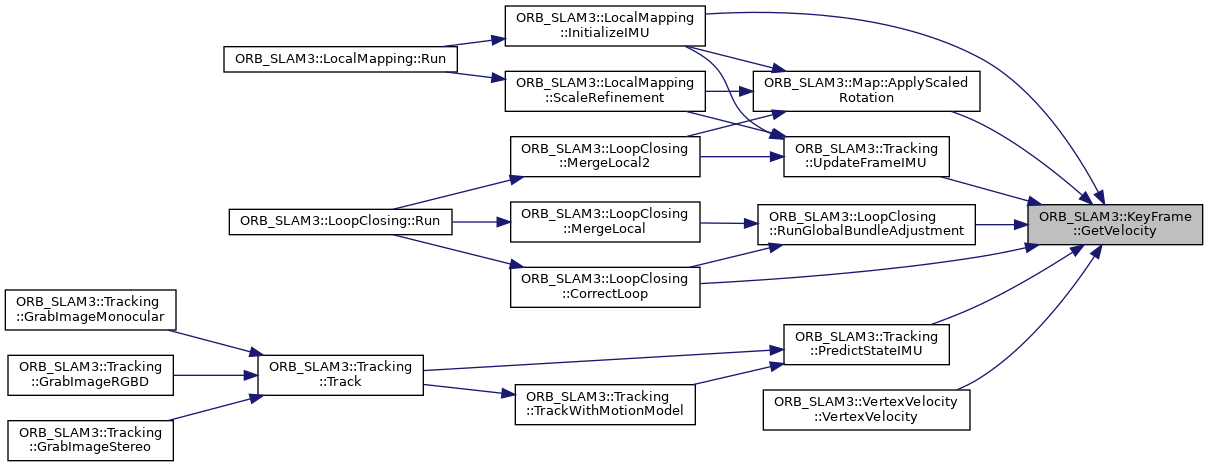 ORB_SLAM3::LocalMapping
::InitializeIMU
ORB_SLAM3::LocalMapping::Run
ORB_SLAM3::LocalMapping
::ScaleRefinement
ORB_SLAM3::Map::ApplyScaled
Rotation
ORB_SLAM3::LoopClosing
::MergeLocal2
ORB_SLAM3::Tracking
::UpdateFrameIMU
ORB_SLAM3::LoopClosing::Run
ORB_SLAM3::LoopClosing
::MergeLocal
ORB_SLAM3::LoopClosing
::RunGlobalBundleAdjustment
ORB_SLAM3::KeyFrame
::GetVelocity
ORB_SLAM3::LoopClosing
::CorrectLoop
ORB_SLAM3::Tracking
::GrabImageMonocular
ORB_SLAM3::Tracking
::PredictStateIMU
ORB_SLAM3::Tracking
::GrabImageRGBD
ORB_SLAM3::Tracking
::Track
ORB_SLAM3::Tracking
::TrackWithMotionModel
ORB_SLAM3::VertexVelocity
::VertexVelocity
ORB_SLAM3::Tracking
::GrabImageStereo